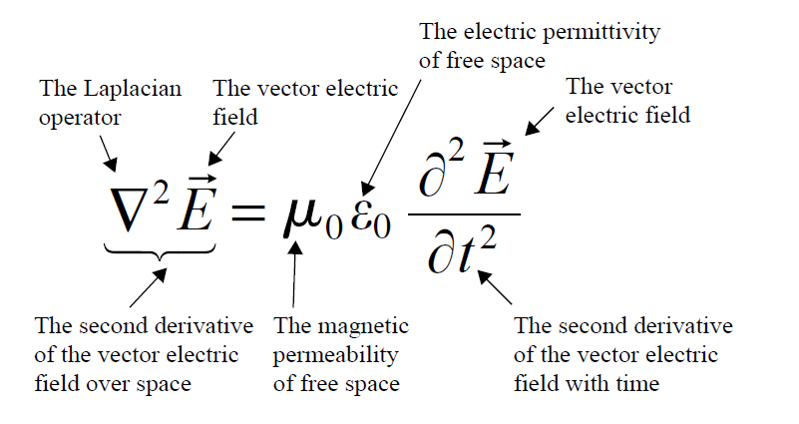 The electric permittivity
of free space
The Laplacian
operator
The vector electric
field
The vector
electric field
∇²E⃗ = μ₀ε₀ ∂²E⃗/∂t²
The second derivative
of the vector electric
field over space
The magnetic
permeability
of free space
The second derivative
of the vector electric
field with time